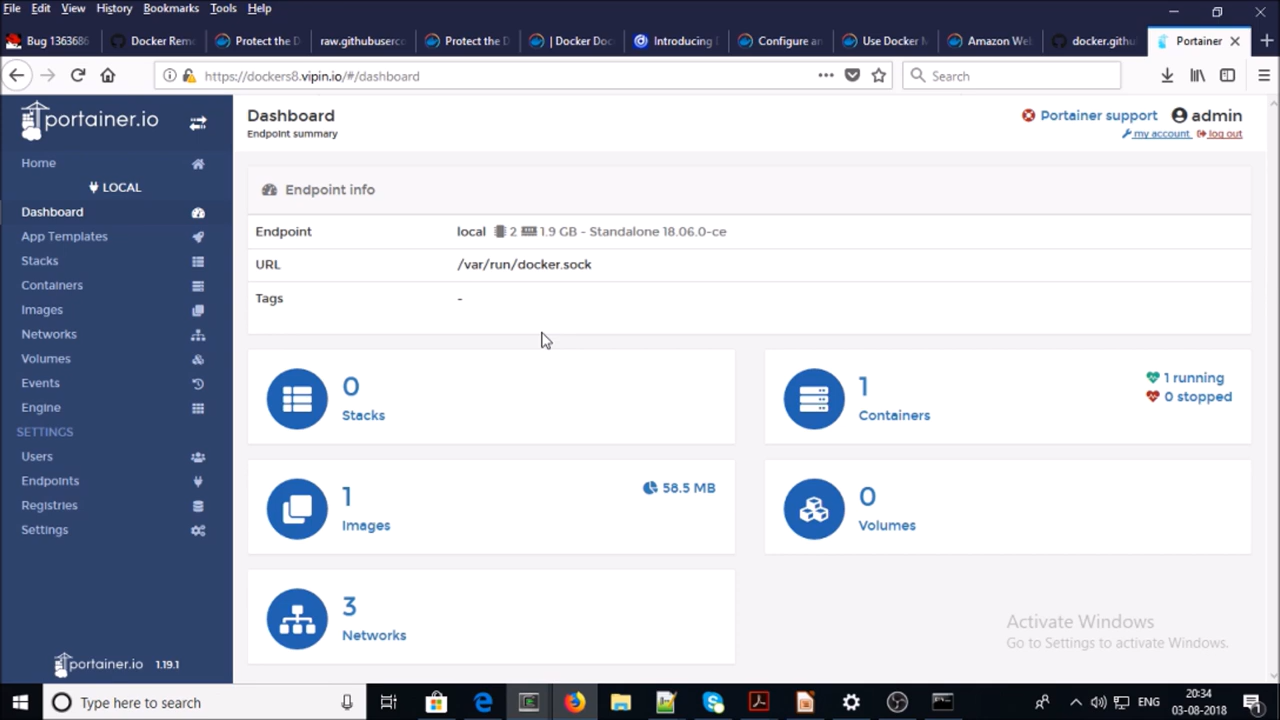 File Edit View History Bookmarks Tools Help
Bug 1363686 Docker Rem Protect the D raw.githubuserco Protect the D | Docker Doc Introducing Configure an Use Docker M Amazon Web docker.githu Portainer
https://dockers8.vipin.io/#/dashboard Search
portainer.io
Home
LOCAL
Dashboard
App Templates
Stacks
Containers
Images
Networks
Volumes
Events
Engine
SETTINGS
Users
Endpoints
Registries
Settings
portainer.io 1.19.1
Dashboard
Endpoint summary
Portainer support admin
my account log out
Endpoint info
Endpoint local 2 1.9 GB - Standalone 18.06.0-ce
URL /var/run/docker.sock
Tags -
0
Stacks
1
Containers
1 running
0 stopped
1
Images
58.5 MB
0
Volumes
3
Networks
Activate Windows
Go to Settings to activate Windows.
Type here to search
ENG
20:34
03-08-2018
1